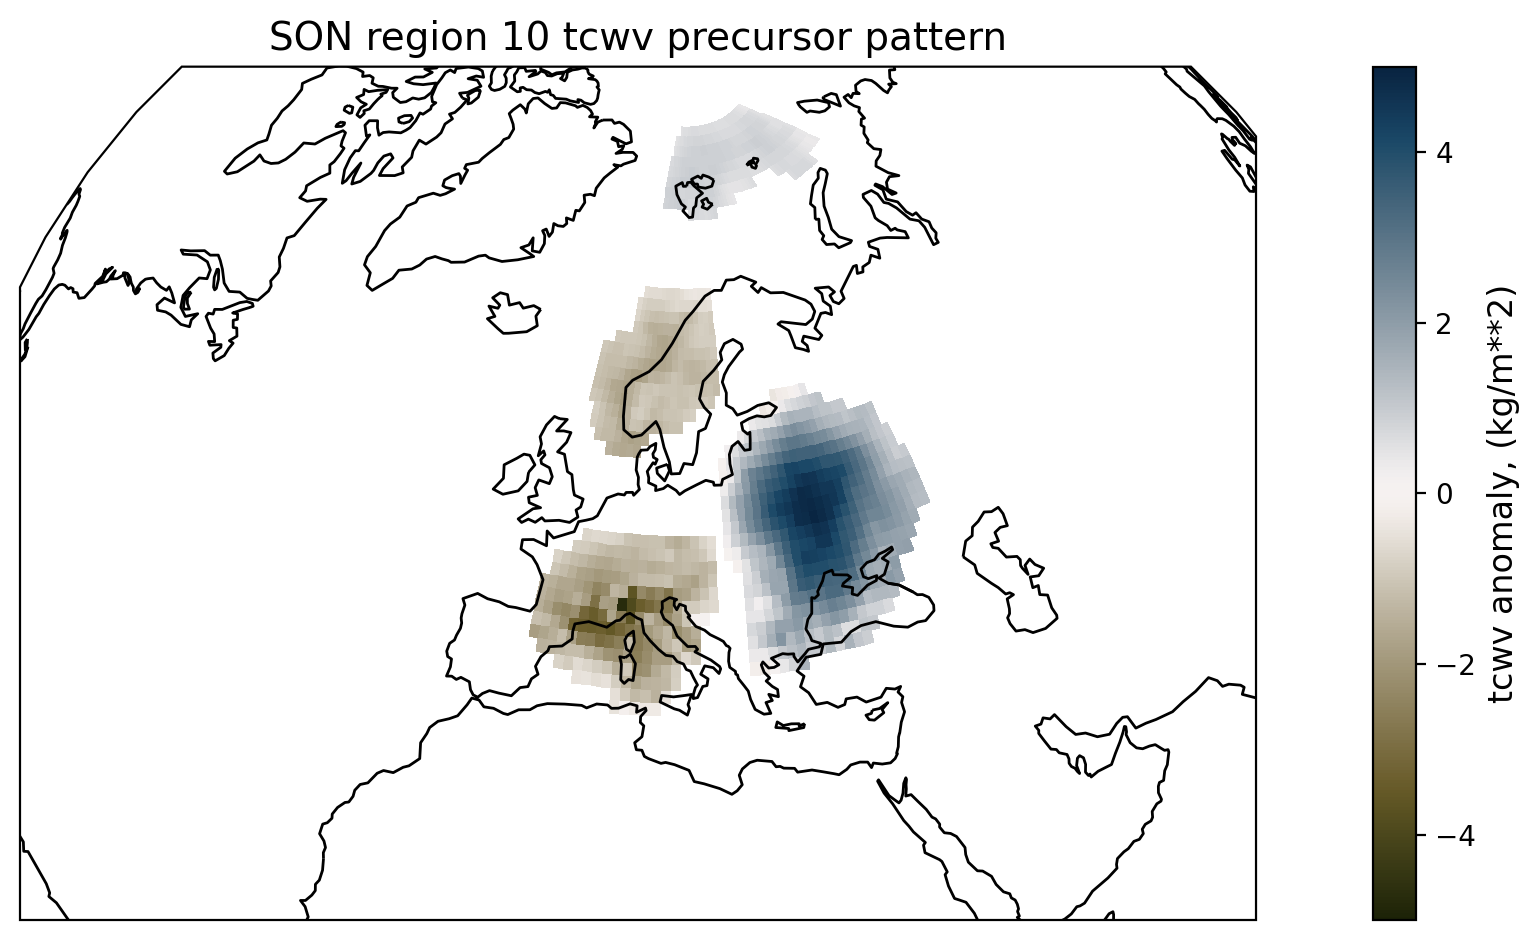 SON region 10 tcwv precursor pattern
4
2
0
−2
−4
tcwv anomaly, (kg/m**2)